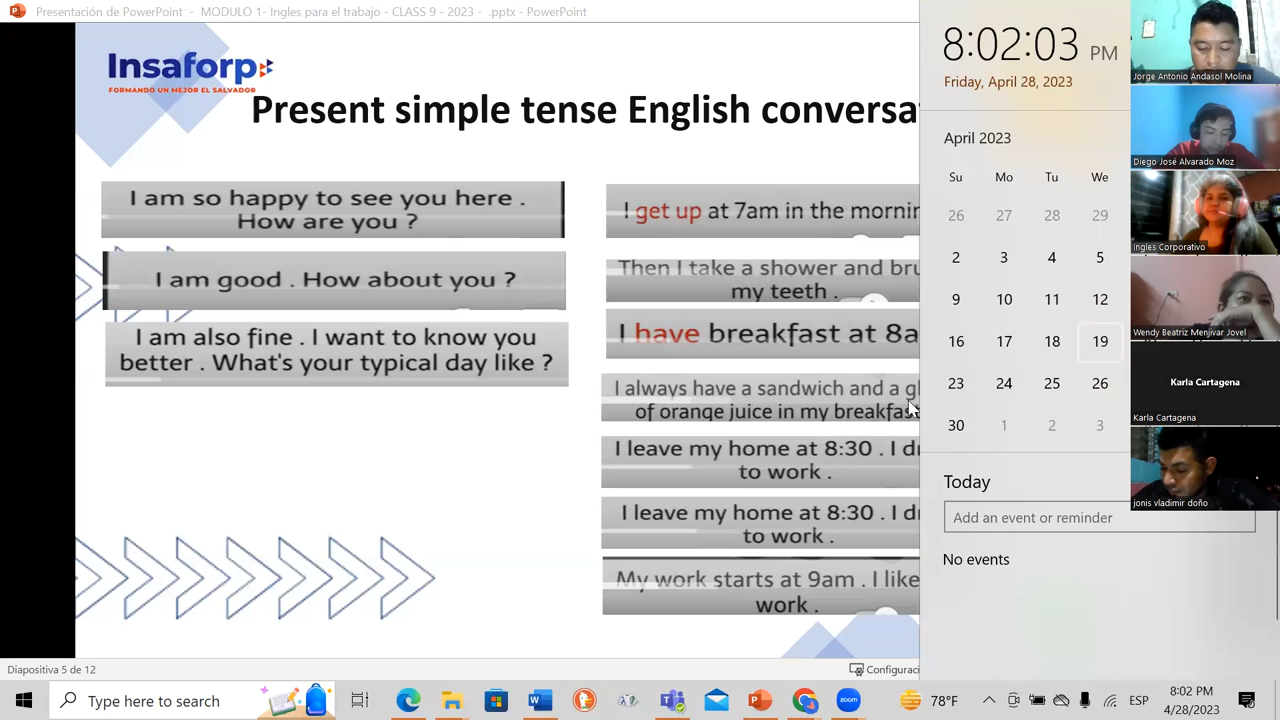 Presentación de PowerPoint - MODULO 1- Ingles para el trabajo - CLASS 9 - 2023 - .pptx - PowerPoint
Insaforp
FORMANDO UN MEJOR EL SALVADOR
Present simple tense English conversa
I am so happy to see you here .
How are you ?
I am good . How about you ?
I am also fine . I want to know you
better . What's your typical day like ?
I get up at 7am in the mornin
Then I take a shower and bru
my teeth .
I have breakfast at 8a
I always have a sandwich and a gl
of orange juice in my breakfast
I leave my home at 8:30 . I dr
to work .
I leave my home at 8:30 . I dr
to work .
My work starts at 9am . I like
work .
8:02:03 PM
Friday, April 28, 2023
April 2023
Su Mo Tu We
26 27 28 29
2 3 4 5
9 10 11 12
16 17 18 19
23 24 25 26
30 1 2 3
Today
Add an event or reminder
No events
Jorge Antonio Andasol Molina
Diego José Alvarado Moz
Ingles Corporativo
Wendy Beatriz Menjivar Jovel
Karla Cartagena
Karla Cartagena
jonis vladimir doño
Diapositiva 5 de 12
Configuraci
Type here to search
78°F
ESP
8:02 PM
4/28/2023